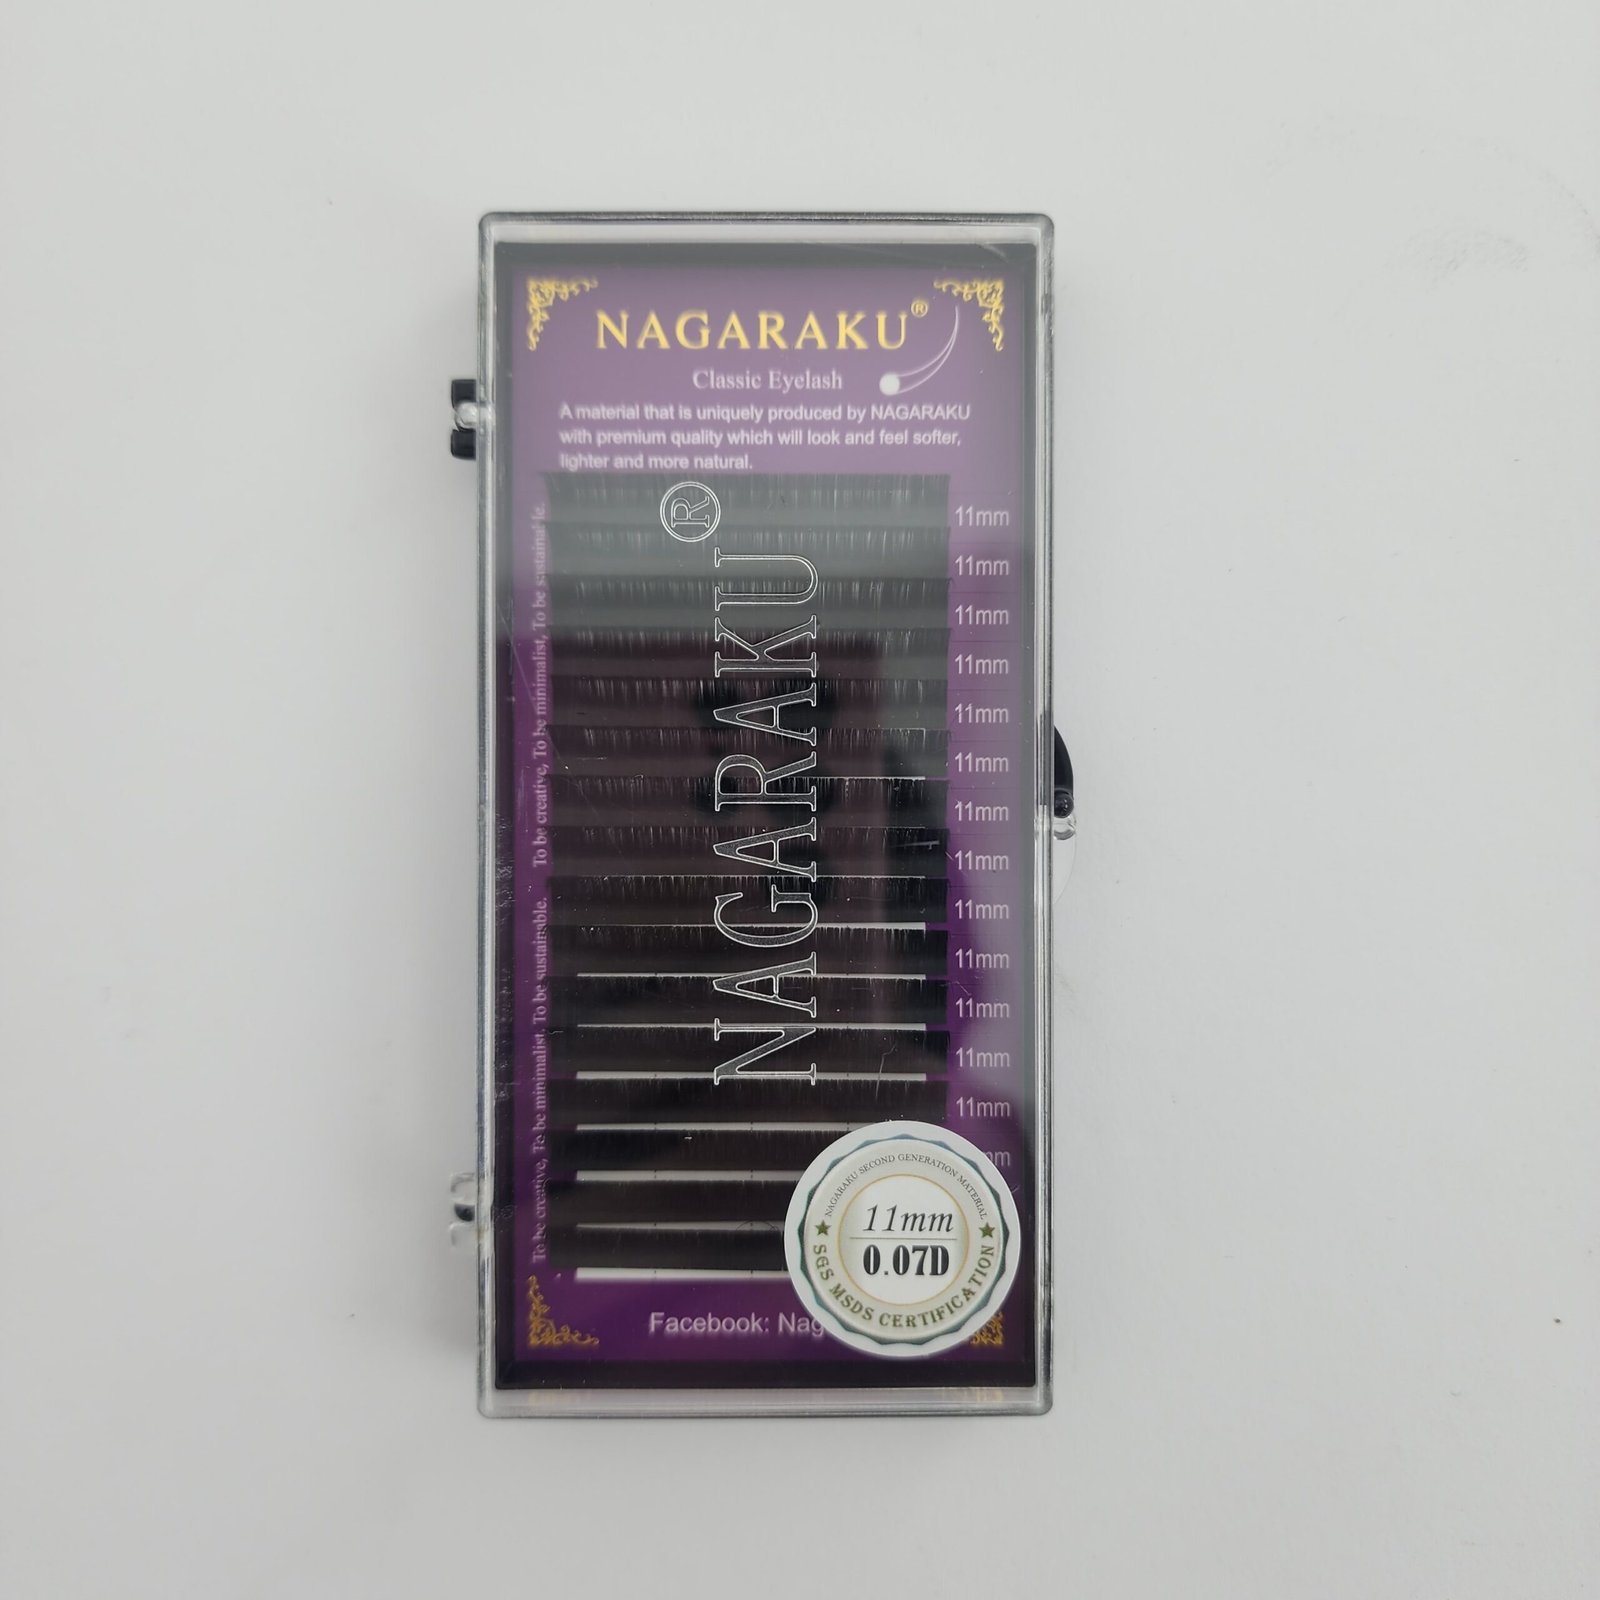 NAGARAKU®
Classic Eyelash
A material that is uniquely produced by NAGARAKU
with premium quality which will look and feel softer,
lighter and more natural.
11mm
11mm
11mm
11mm
11mm
11mm
11mm
11mm
11mm
11mm
11mm
11mm
11mm
mm
NAGARAKU®
To be creative, To be minimalist, To be sustainable.
To be creative, To be minimalist, To be sustainable.
NAGARAKU SECOND GENERATION MATERIAL
11mm
0.07D
★ SGS MSDS CERTIFICATION ★
Facebook: Nag